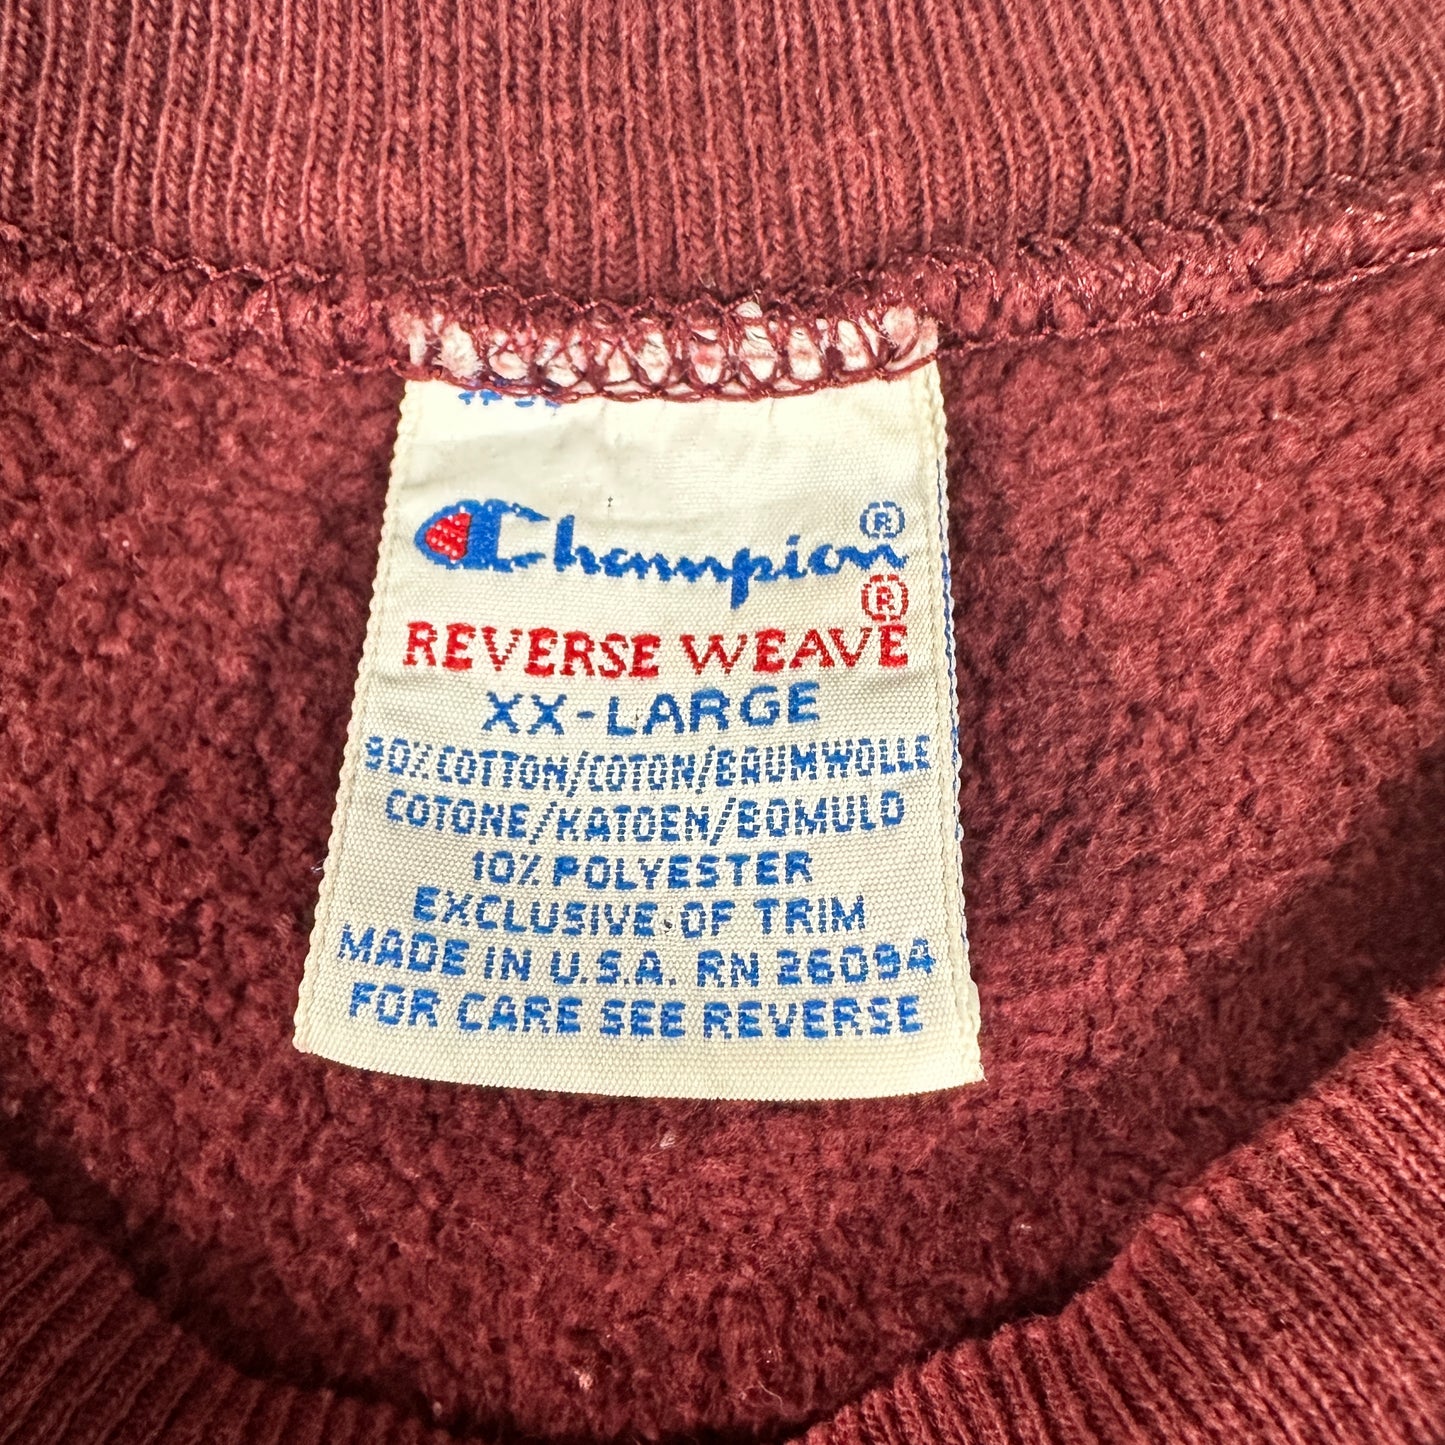 Champion®
REVERSE WEAVE®
XX-LARGE
90% COTTON/COTON/BAUMWOLLE
COTONE/KATOEN/BOMULD
10% POLYESTER
EXCLUSIVE OF TRIM
MADE IN U.S.A. RN 26094
FOR CARE SEE REVERSE